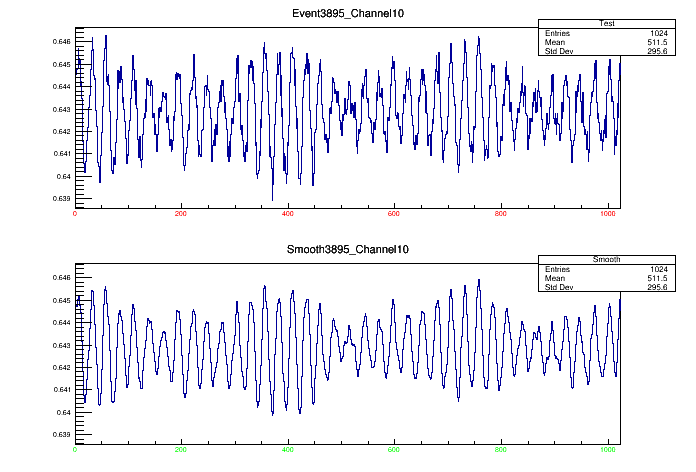 Event3895_Channel10
Test
Entries 1024
Mean 511.5
Std Dev 295.6
0.646
0.645
0.644
0.643
0.642
0.641
0.64
0.639
0 200 400 600 800 1000
Smooth3895_Channel10
Smooth
Entries 1024
Mean 511.5
Std Dev 295.6
0.646
0.645
0.644
0.643
0.642
0.641
0.64
0.639
0 200 400 600 800 1000